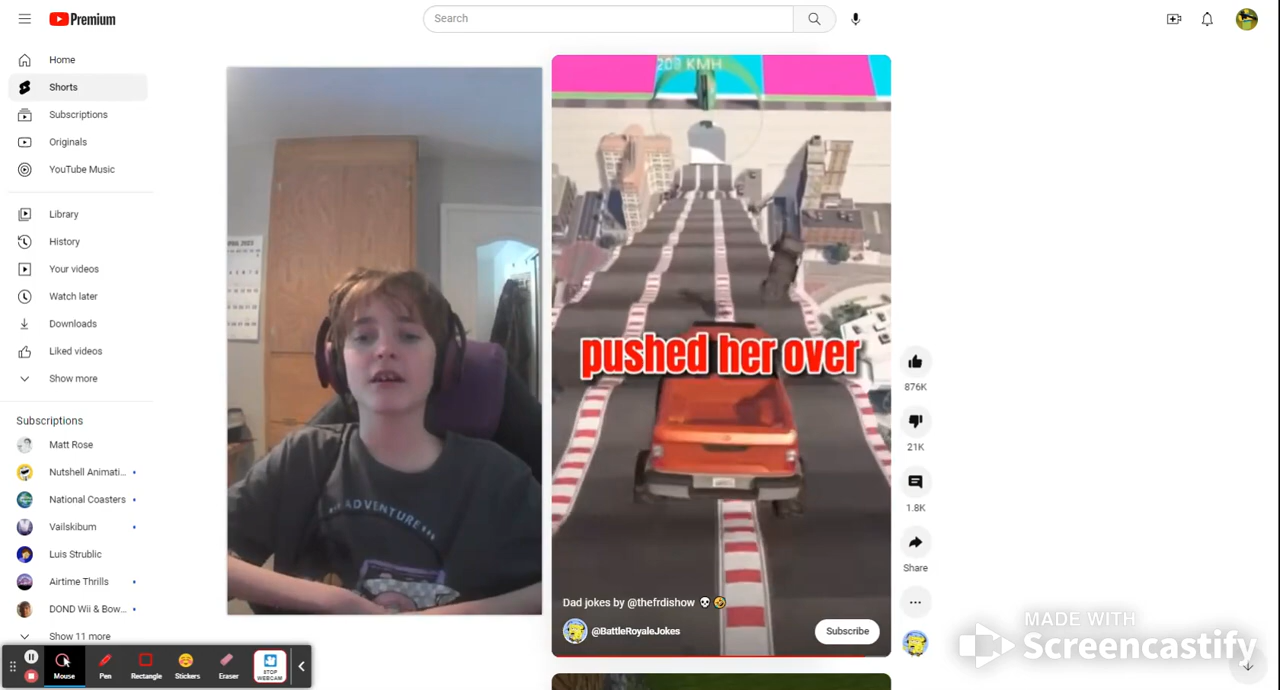 Premium
Search
Home
Shorts
Subscriptions
Originals
YouTube Music
Library
History
Your videos
Watch later
Downloads
Liked videos
Show more
Subscriptions
Matt Rose
Nutshell Animati...
National Coasters
Vailskibum
Luis Strublic
Airtime Thrills
DOND Wii & Bow...
Show 11 more
Mouse
Pen
Rectangle
Stickers
Eraser
STOP
WEBCAM
ADVENTURE
203 KMH
pushed her over
Dad jokes by @thefrdishow 💀🤣
@BattleRoyaleJokes
Subscribe
876K
21K
1.8K
Share
MADE WITH
Screencastify